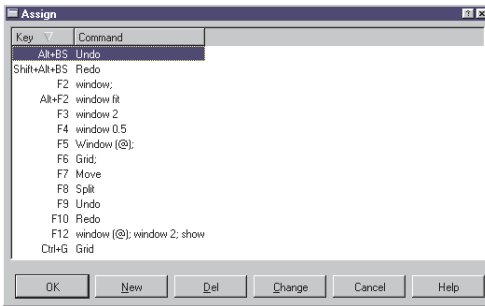 Assign
Key Command
Alt+BS Undo
Shift+Alt+BS Redo
F2 window;
Alt+F2 window fit
F3 window 2
F4 window 0.5
F5 Window (@);
F6 Grid;
F7 Move
F8 Split
F9 Undo
F10 Redo
F12 window (@); window 2; show
Ctrl+G Grid
OK New Del Change Cancel Help